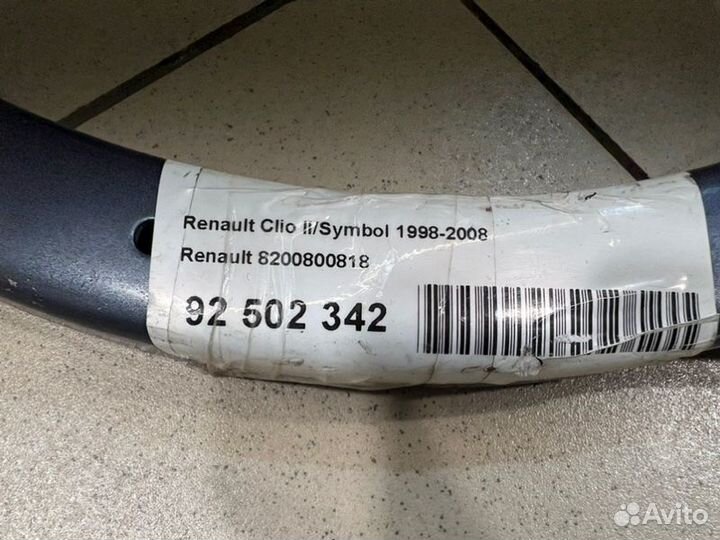 Renault Clio II/Symbol 1998-2008
Renault 8200800818
92 502 342
Avito